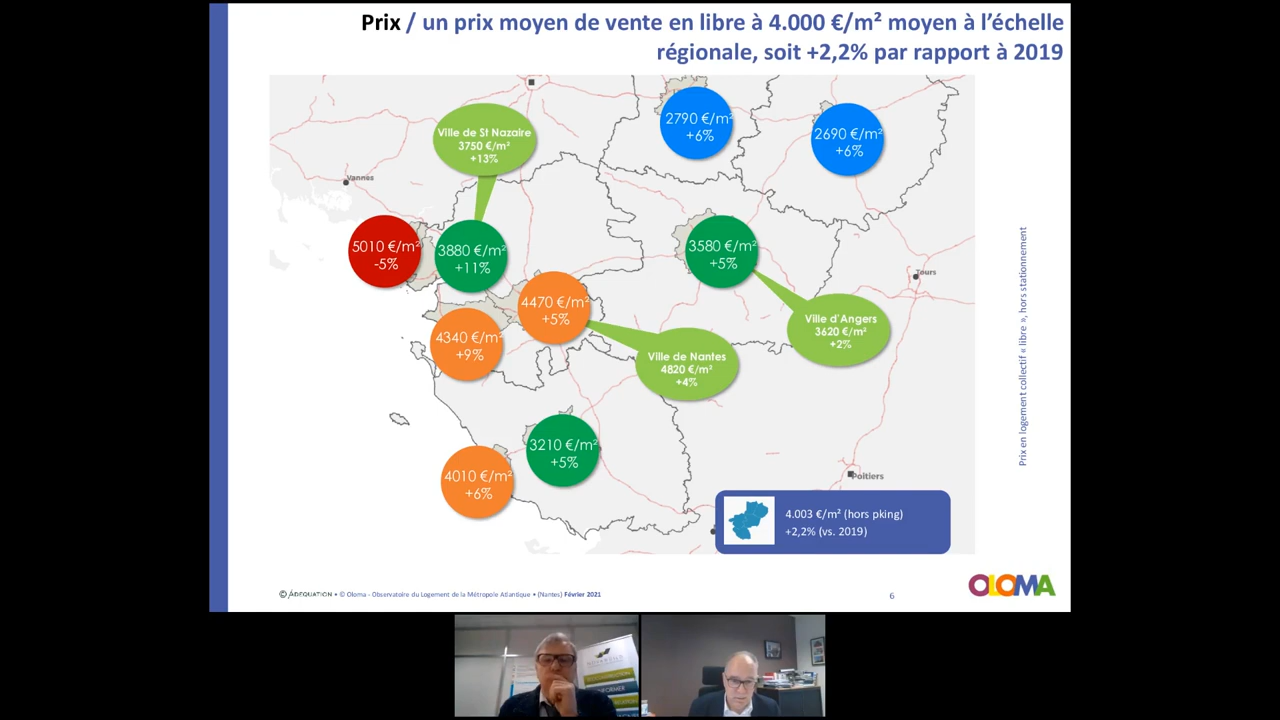 Prix / un prix moyen de vente en libre à 4.000 €/m² moyen à l'échelle
régionale, soit +2,2% par rapport à 2019
2790 €/m²
+6%
2690 €/m²
+6%
Ville de St Nazaire
3750 €/m²
+13%
Vannes
5010 €/m²
-5%
3880 €/m²
+11%
3580 €/m²
+5%
Tours
4470 €/m²
+5%
Ville d'Angers
3620 €/m²
+2%
4340 €/m²
+9%
Ville de Nantes
4820 €/m²
+4%
3210 €/m²
+5%
4010 €/m²
+6%
Poitiers
4.003 €/m² (hors pking)
+2,2% (vs. 2019)
Prix en logement collectif « libre », hors stationnement
© ADEQUATION • © Oloma - Observatoire du Logement de la Métropole Atlantique • (Nantes) Février 2021
6
OLOMA